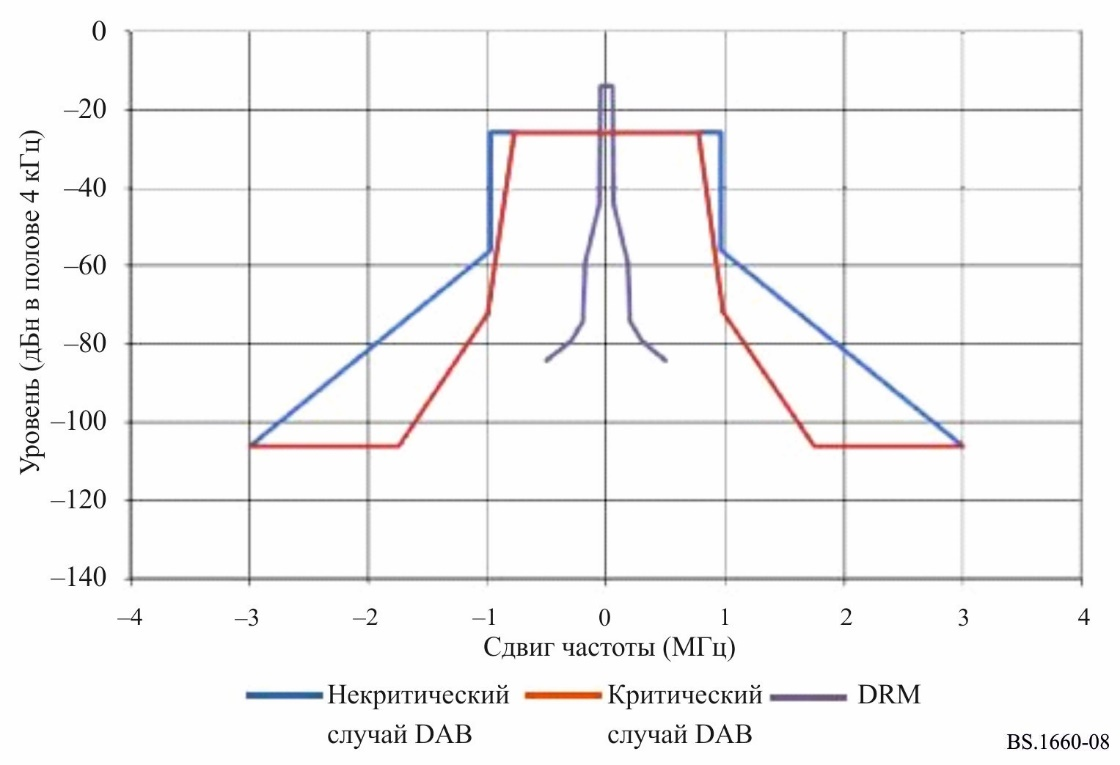 0
–20
–40
–60
–80
–100
–120
–140
Уровень (дБн в полове 4 кГц)
–4 –3 –2 –1 0 1 2 3 4
Сдвиг частоты (МГц)
Некритический случай DAB
Критический случай DAB
DRM
BS.1660-08